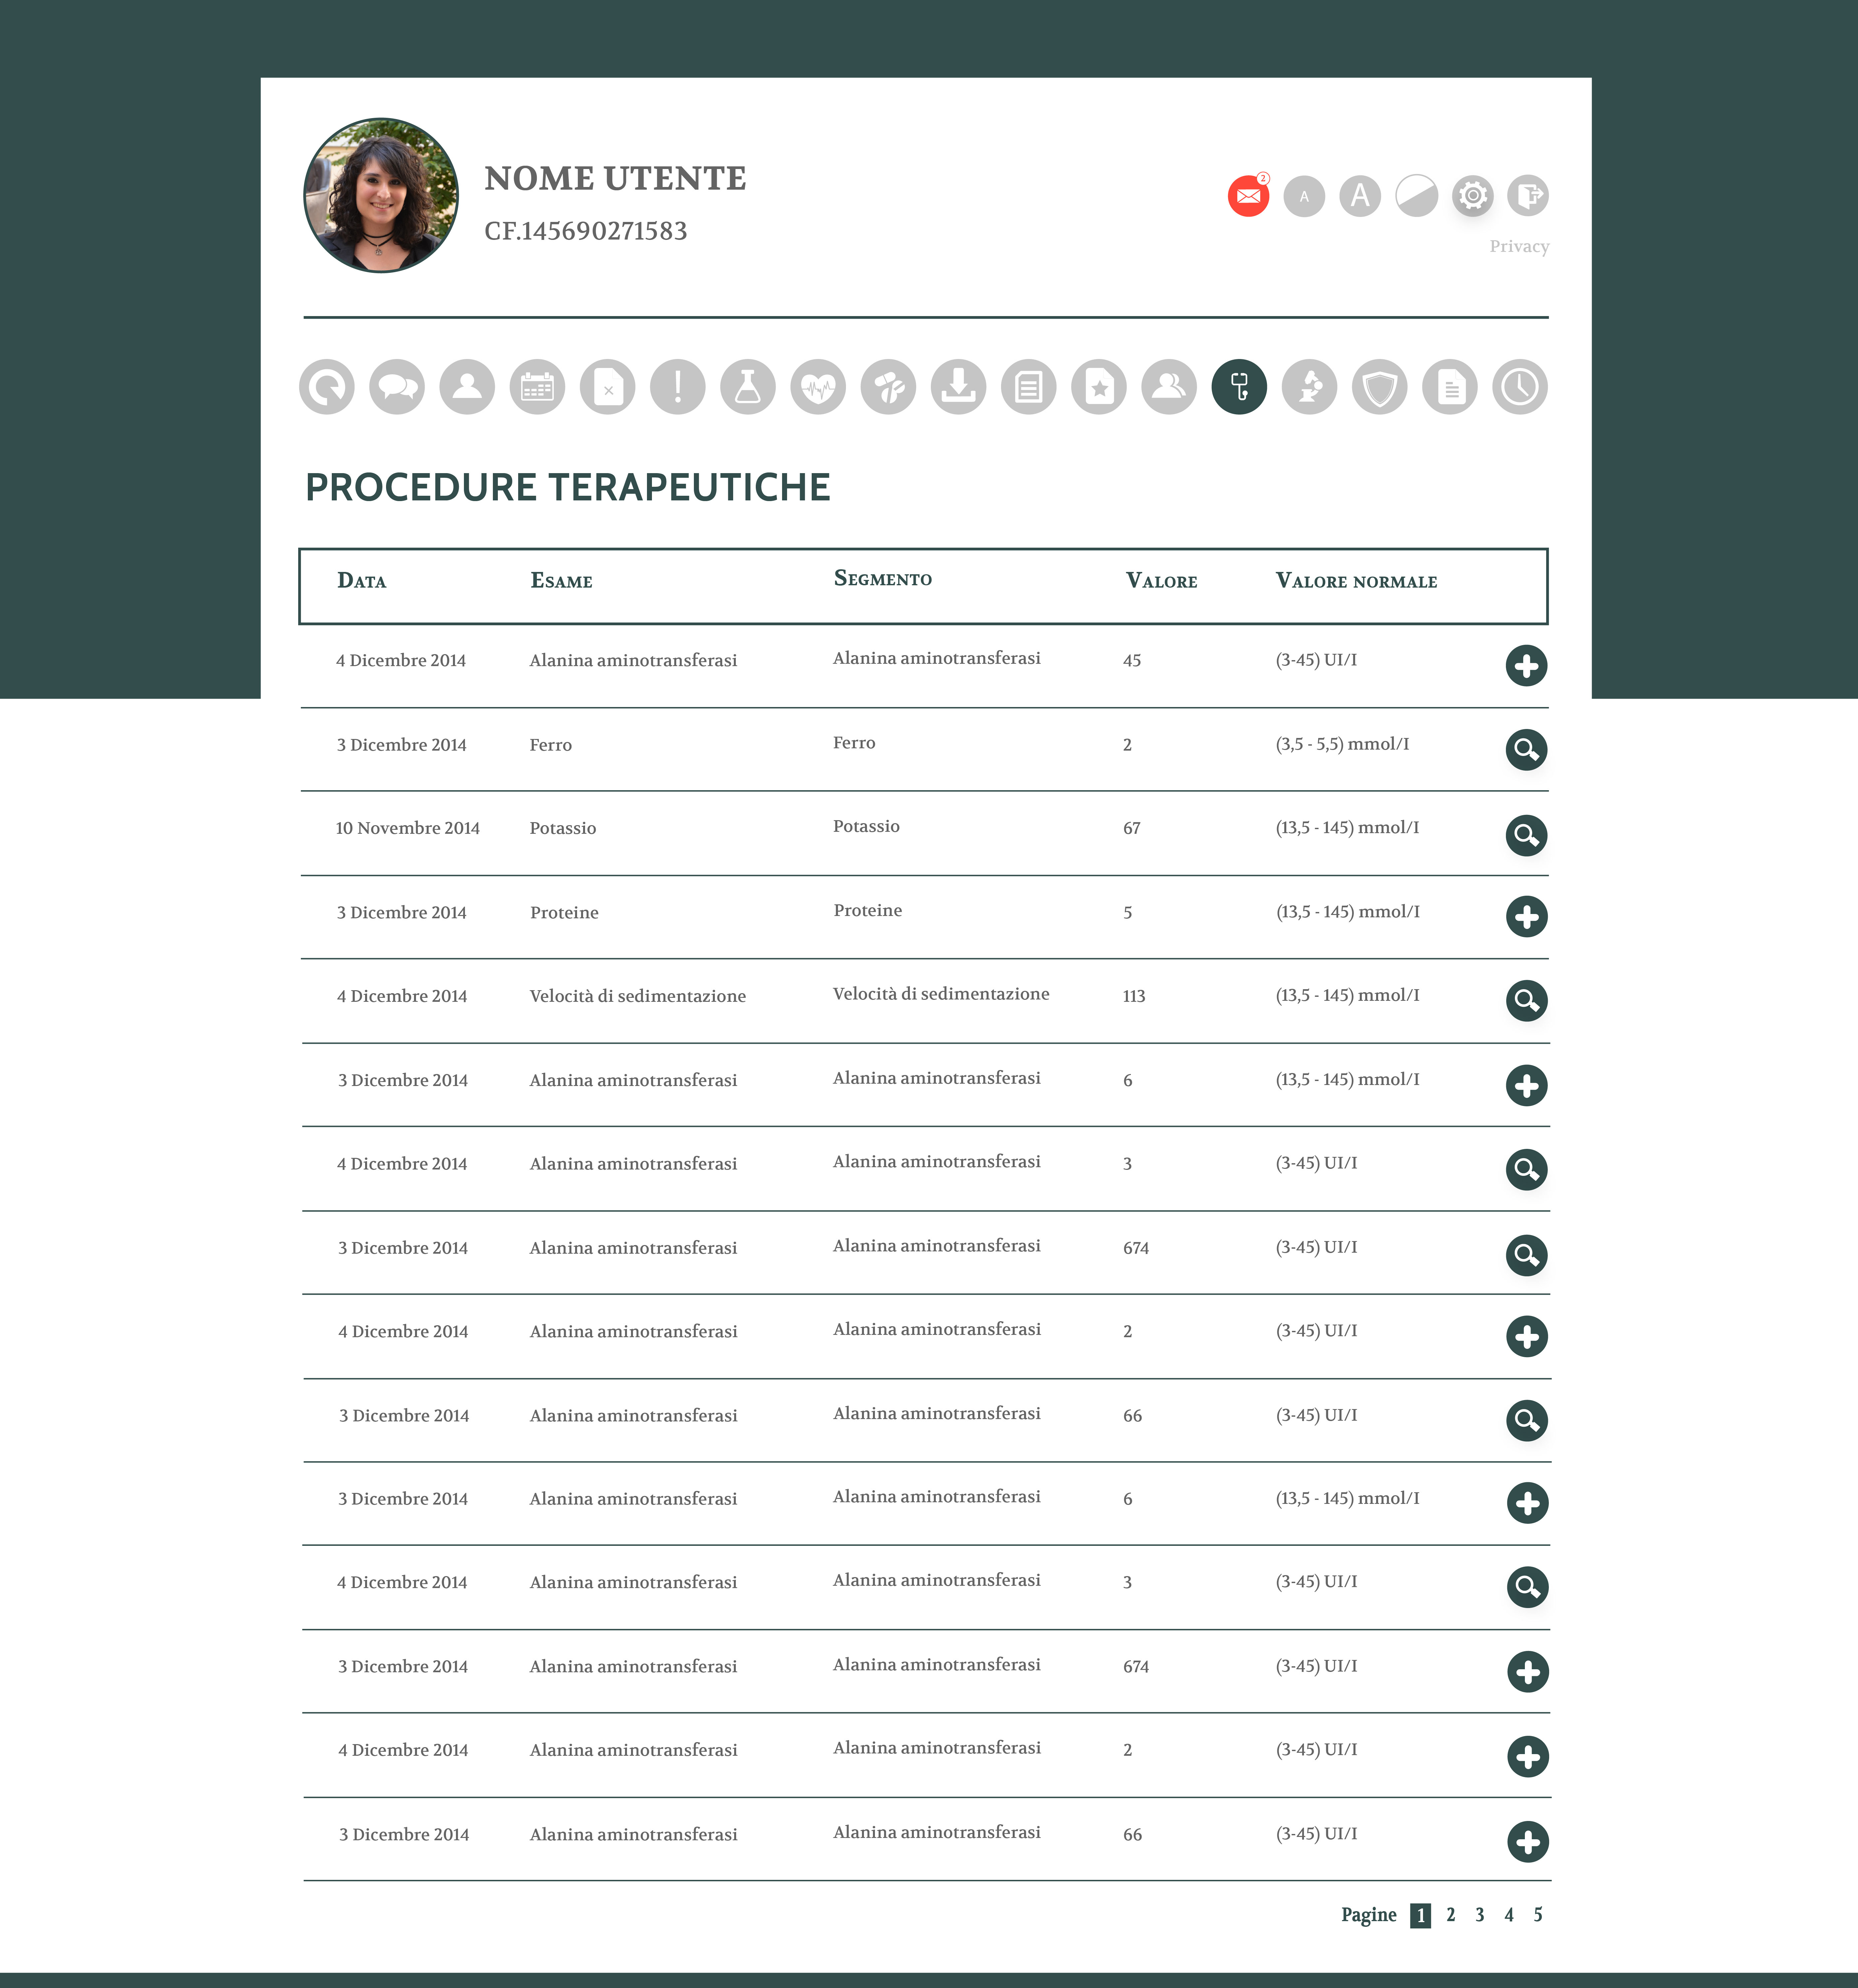 NOME UTENTE
CF.145690271583
2
A
A
Privacy
PROCEDURE TERAPEUTICHE
Data Esame Segmento Valore Valore normale
4 Dicembre 2014 Alanina aminotransferasi Alanina aminotransferasi 45 (3-45) UI/I
3 Dicembre 2014 Ferro Ferro 2 (3,5 - 5,5) mmol/I
10 Novembre 2014 Potassio Potassio 67 (13,5 - 145) mmol/I
3 Dicembre 2014 Proteine Proteine 5 (13,5 - 145) mmol/I
4 Dicembre 2014 Velocità di sedimentazione Velocità di sedimentazione 113 (13,5 - 145) mmol/I
3 Dicembre 2014 Alanina aminotransferasi Alanina aminotransferasi 6 (13,5 - 145) mmol/I
4 Dicembre 2014 Alanina aminotransferasi Alanina aminotransferasi 3 (3-45) UI/I
3 Dicembre 2014 Alanina aminotransferasi Alanina aminotransferasi 674 (3-45) UI/I
4 Dicembre 2014 Alanina aminotransferasi Alanina aminotransferasi 2 (3-45) UI/I
3 Dicembre 2014 Alanina aminotransferasi Alanina aminotransferasi 66 (3-45) UI/I
3 Dicembre 2014 Alanina aminotransferasi Alanina aminotransferasi 6 (13,5 - 145) mmol/I
4 Dicembre 2014 Alanina aminotransferasi Alanina aminotransferasi 3 (3-45) UI/I
3 Dicembre 2014 Alanina aminotransferasi Alanina aminotransferasi 674 (3-45) UI/I
4 Dicembre 2014 Alanina aminotransferasi Alanina aminotransferasi 2 (3-45) UI/I
3 Dicembre 2014 Alanina aminotransferasi Alanina aminotransferasi 66 (3-45) UI/I
Pagine 1 2 3 4 5